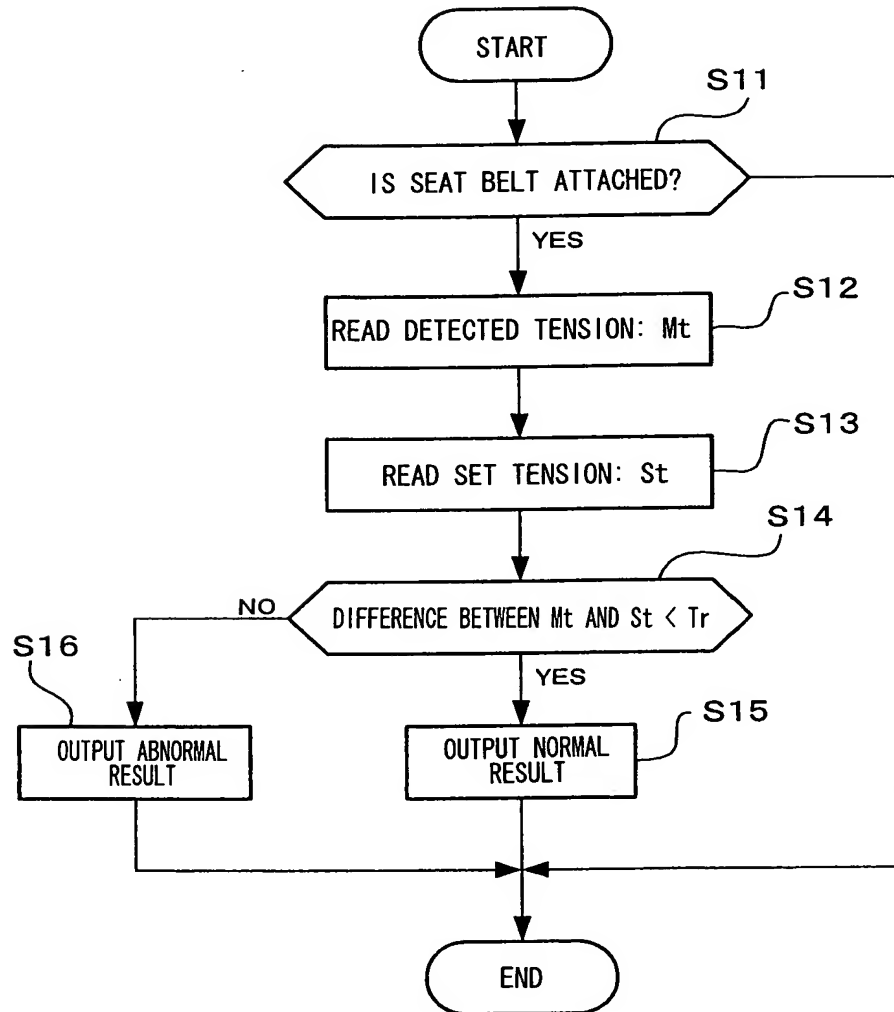 START
S11
IS SEAT BELT ATTACHED?
YES
S12
READ DETECTED TENSION: Mt
S13
READ SET TENSION: St
S14
NO
DIFFERENCE BETWEEN Mt AND St < Tr
S16
YES
S15
OUTPUT ABNORMAL
RESULT
OUTPUT NORMAL
RESULT
END